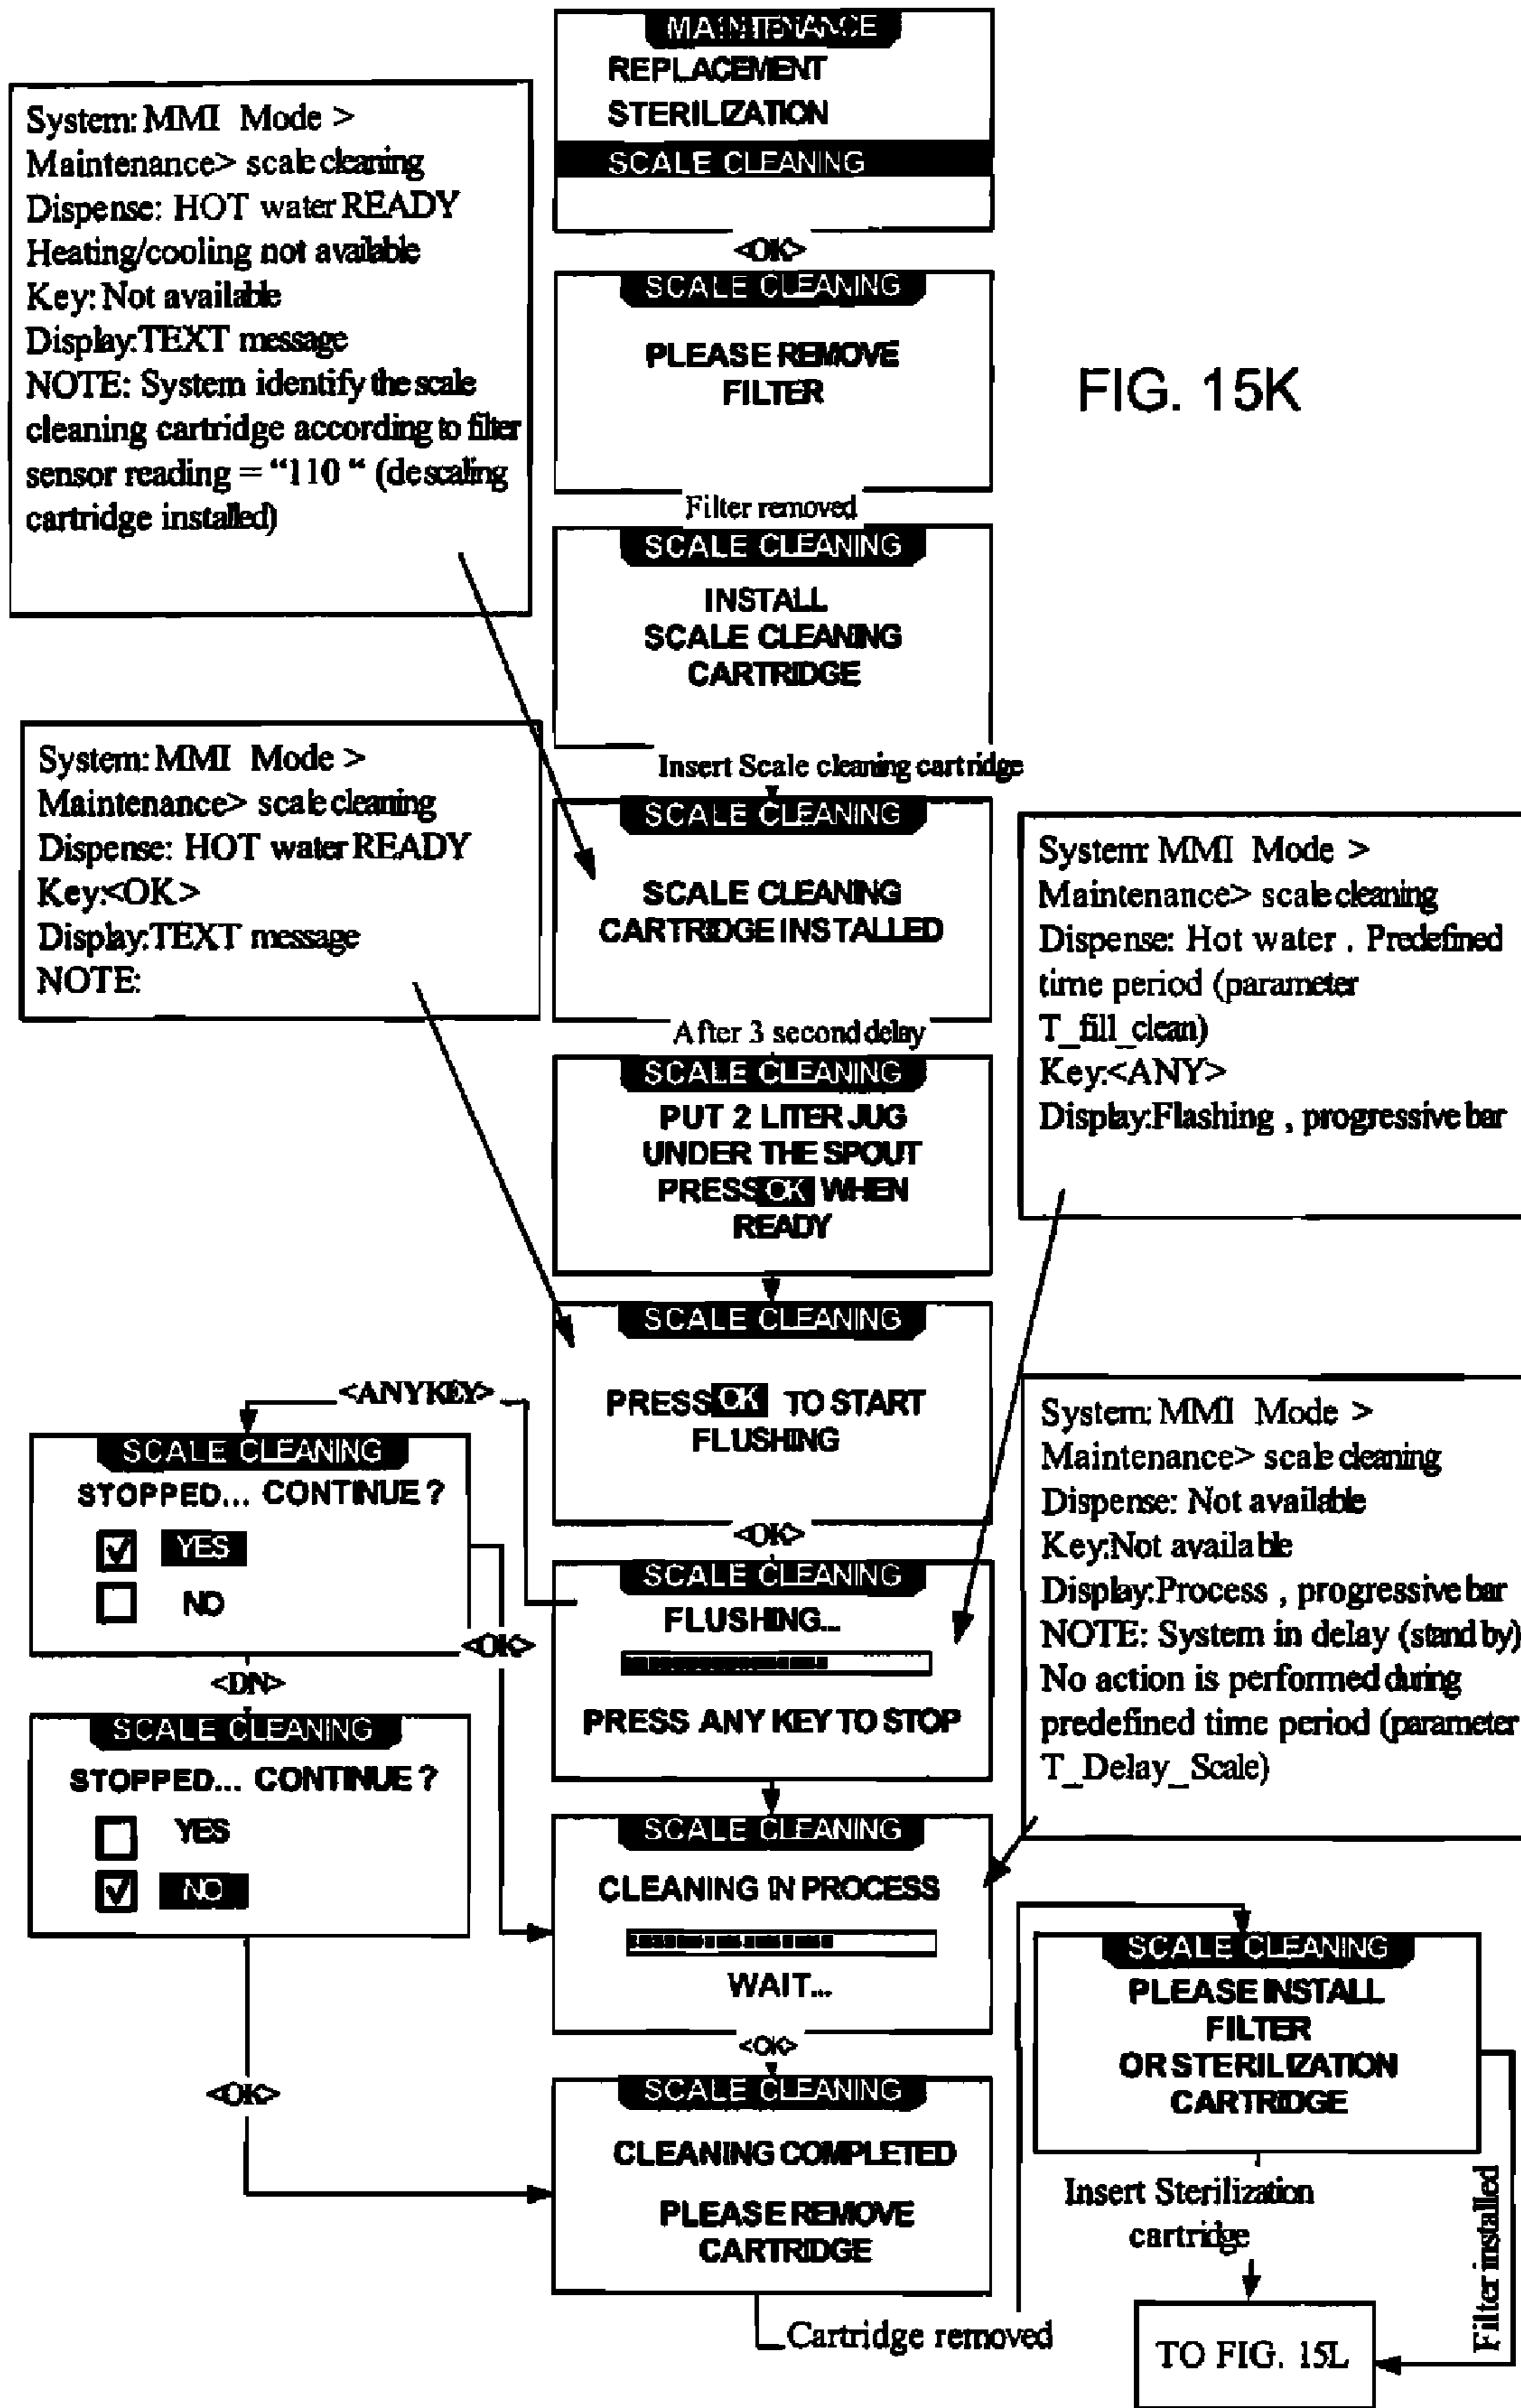 MAINTENANCE
REPLACEMENT
STERILIZATION
SCALE CLEANING
<OK>
System: MMI Mode >
Maintenance> scale cleaning
Dispense: HOT water READY
Heating/cooling not available
Key: Not available
Display:TEXT message
NOTE: System identify the scale
cleaning cartridge according to filter
sensor reading = “110 “ (descaling
cartridge installed)
SCALE CLEANING
PLEASE REMOVE
FILTER
FIG. 15K
Filter removed
SCALE CLEANING
INSTALL
SCALE CLEANING
CARTRIDGE
Insert Scale cleaning cartridge
System: MMI Mode >
Maintenance> scale cleaning
Dispense: HOT water READY
Key:<OK>
Display:TEXT message
NOTE:
SCALE CLEANING
SCALE CLEANING
CARTRIDGE INSTALLED
After 3 second delay
System: MMI Mode >
Maintenance> scale cleaning
Dispense: Hot water . Predefined
time period (parameter
T_fill_clean)
Key:<ANY>
Display:Flashing , progressive bar
SCALE CLEANING
PUT 2 LITER JUG
UNDER THE SPOUT
PRESS OK WHEN
READY
SCALE CLEANING
PRESS OK TO START
FLUSHING
<OK>
<ANYKEY>
SCALE CLEANING
STOPPED... CONTINUE ?
YES
NO
<OK>
<DN>
SCALE CLEANING
FLUSHING...
PRESS ANY KEY TO STOP
System: MMI Mode >
Maintenance> scale cleaning
Dispense: Not available
Key:Not available
Display:Process , progressive bar
NOTE: System in delay (stand by)
No action is performed during
predefined time period (parameter
T_Delay_Scale)
SCALE CLEANING
STOPPED... CONTINUE ?
YES
NO
<OK>
SCALE CLEANING
CLEANING IN PROCESS
WAIT...
<OK>
SCALE CLEANING
CLEANING COMPLETED
PLEASE REMOVE
CARTRIDGE
Cartridge removed
SCALE CLEANING
PLEASE INSTALL
FILTER
OR STERILIZATION
CARTRIDGE
Insert Sterilization
cartridge
Filter installed
TO FIG. 15L